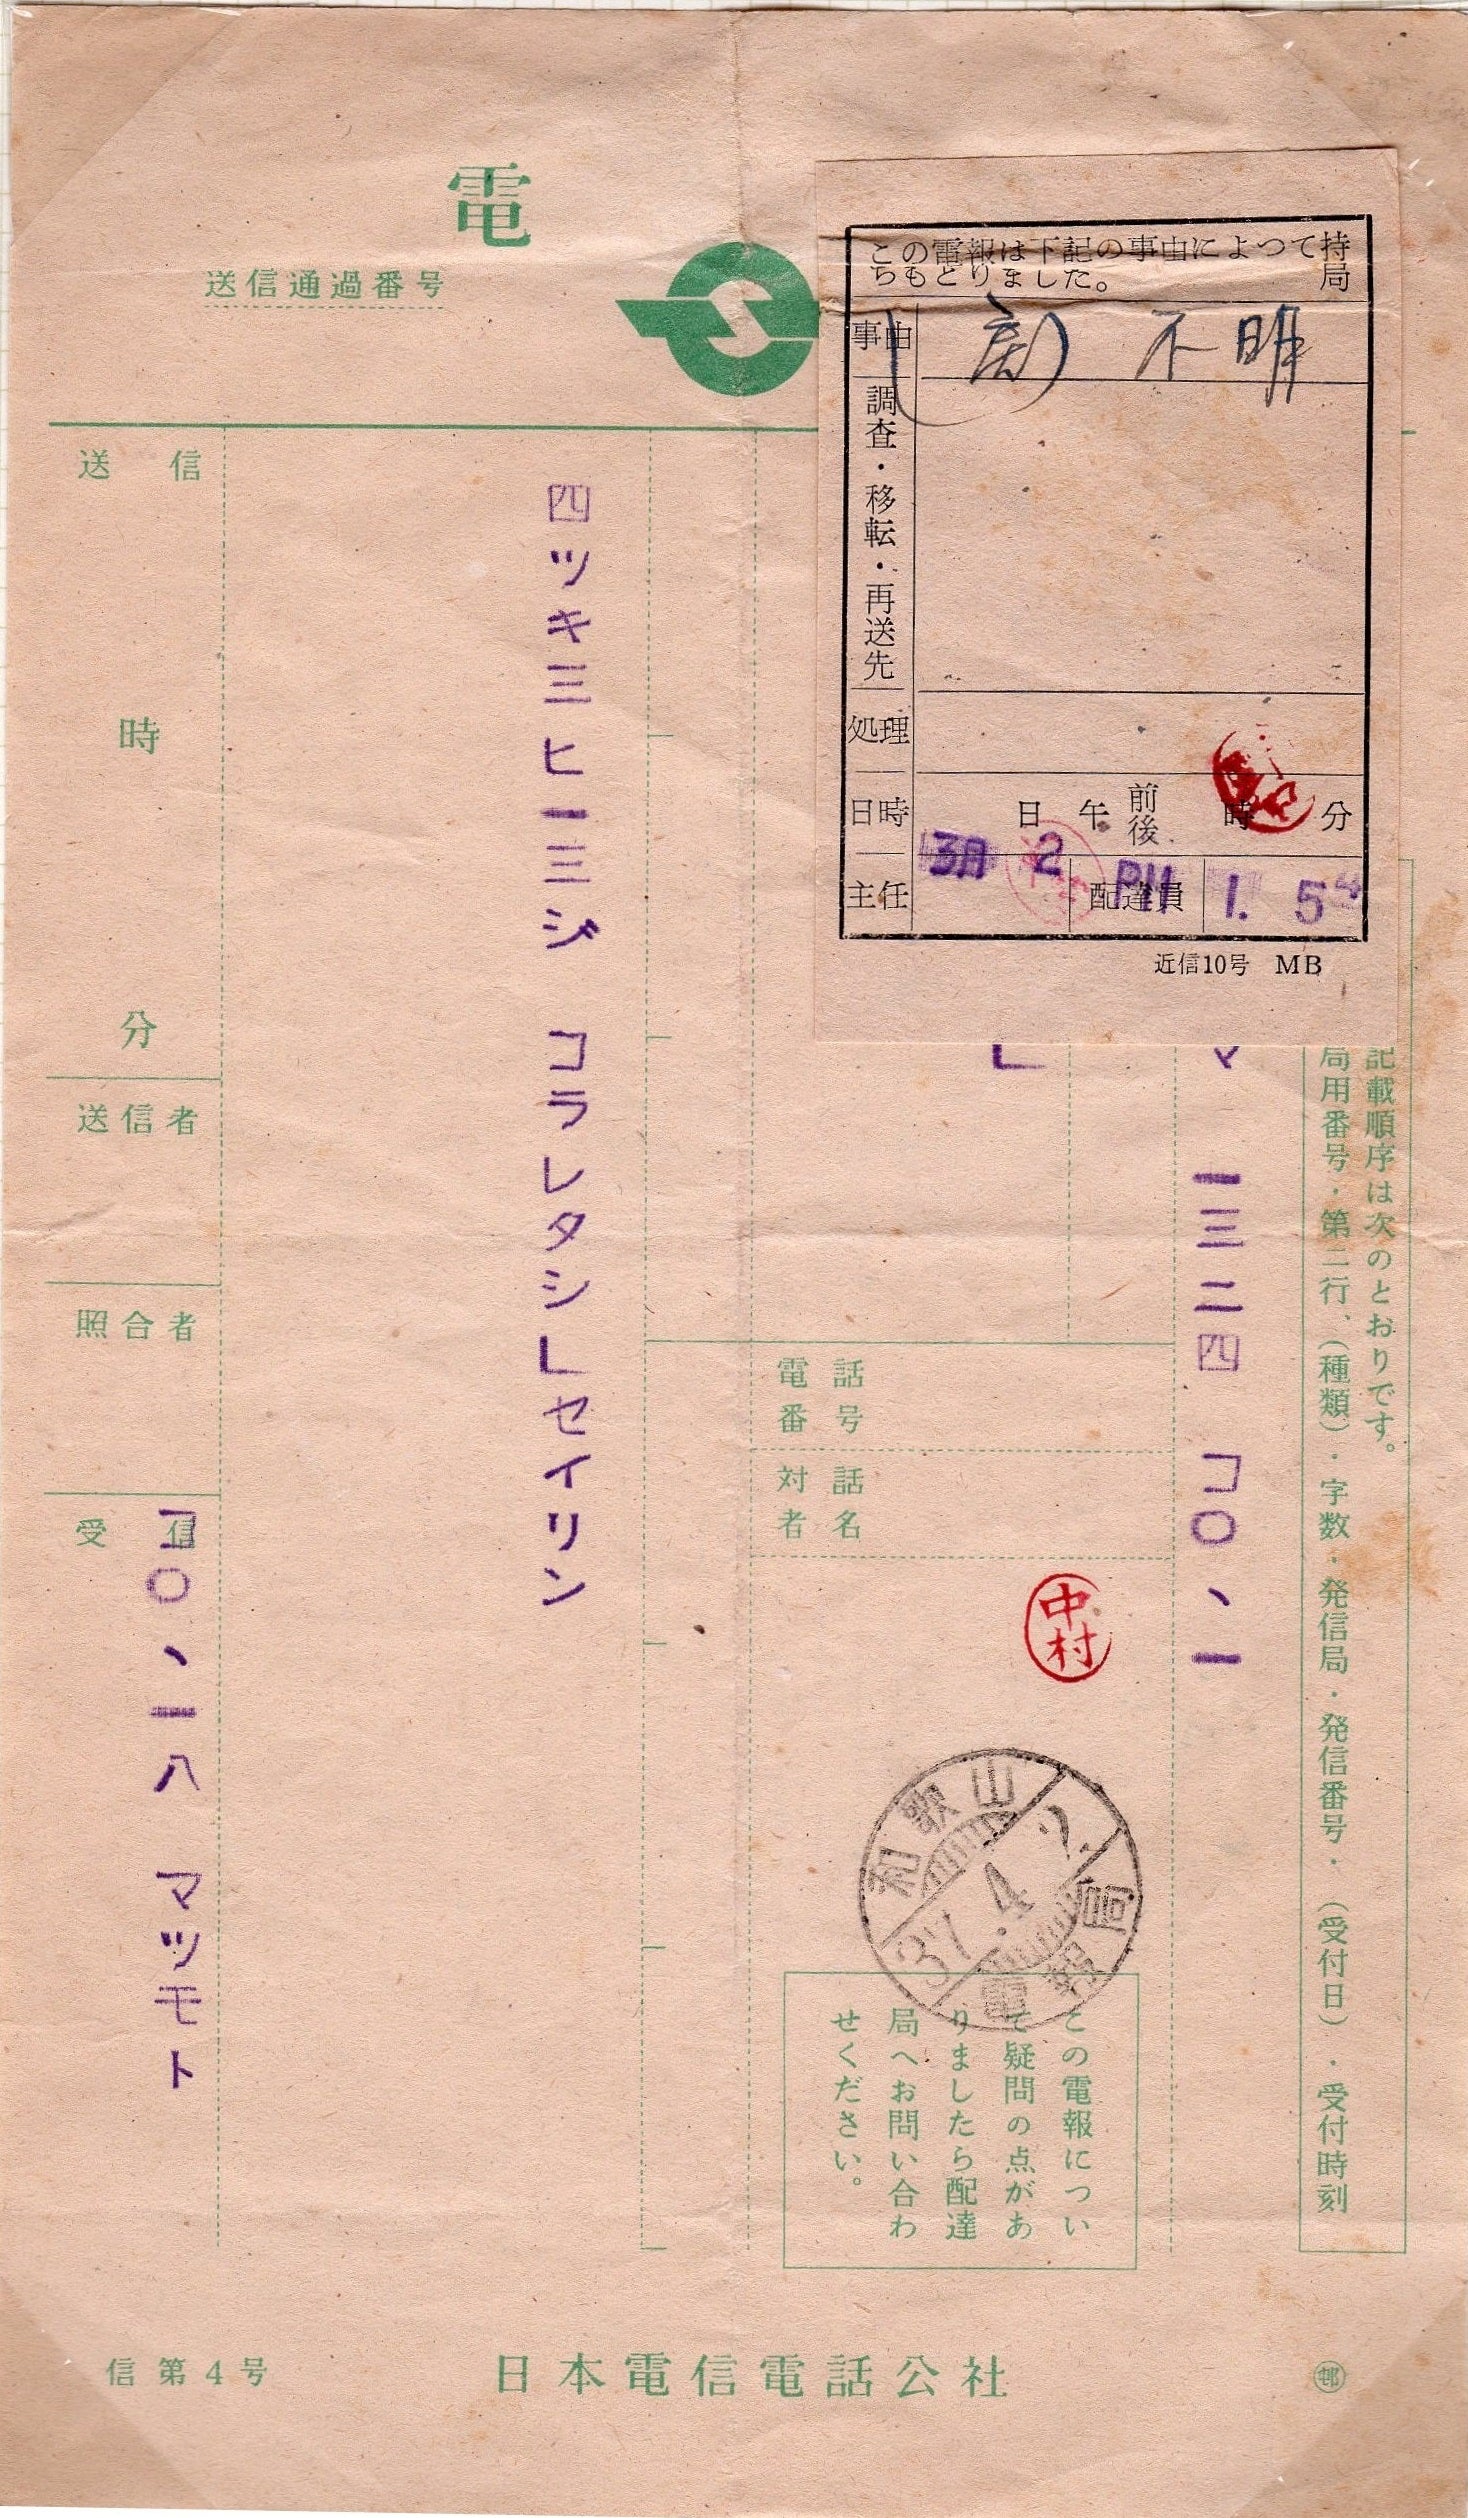 電
送信通過番号
この電報は下記の事由によつて持
ちもどりました。 局
事由
不明
調査・移転・再送先
処理
日時
日 午 前後 時 分
3月 2 PM 1. 5
主任
配達員
近信10号 MB
記載順序は次のとおりです。
局用番号・第二行、(種類)・字数・発信局・発信番号・(受付日)・受付時刻
マ 一三二四 コ〇、一
電話番号
対話者名
中村
和歌山電報局
37.4.2
この電報につい
て疑問の点があ
りましたら配達
局へお問い合わ
せください。
四ツキ三ヒ一三ジ コラレタシ」セイリン
送信
時
分
送信者
照合者
受信
コ〇、一八 マツモト
信第4号
日本電信電話公社